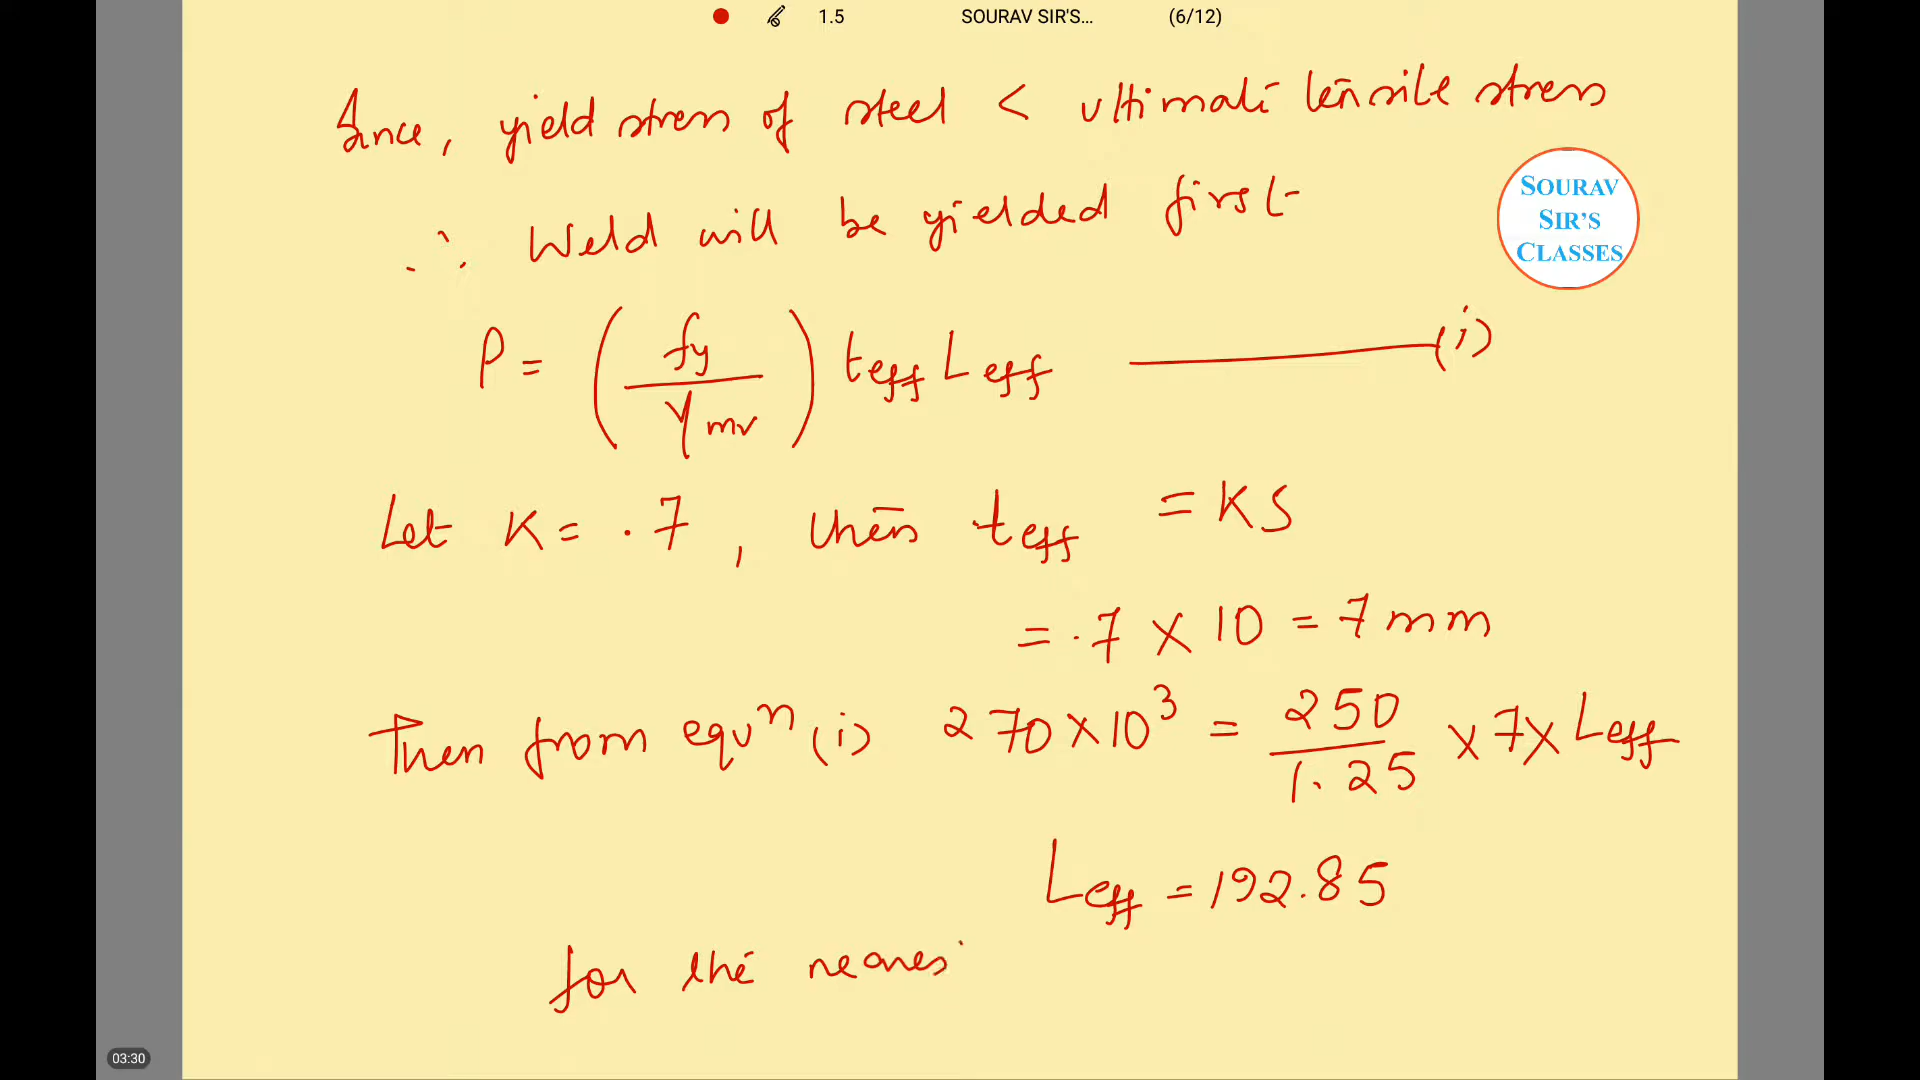 1.5 SOURAV SIR'S... (6/12)
Since, yield stress of steel < ultimate tensile stress
SOURAV
SIR'S
CLASSES
∴ Weld will be yielded first
P = (fy / γmv) teff Leff ——— (i)
Let K = .7, then teff = KS
= .7 × 10 = 7 mm
Then from equⁿ (i) 270 × 10³ = 250 / 1.25 × 7 × Leff
Leff = 192.85
for the neares
03:30